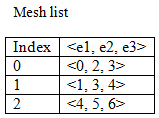 Mesh list
Index <e1, e2, e3>
0 <0, 2, 3>
1 <1, 3, 4>
2 <4, 5, 6>